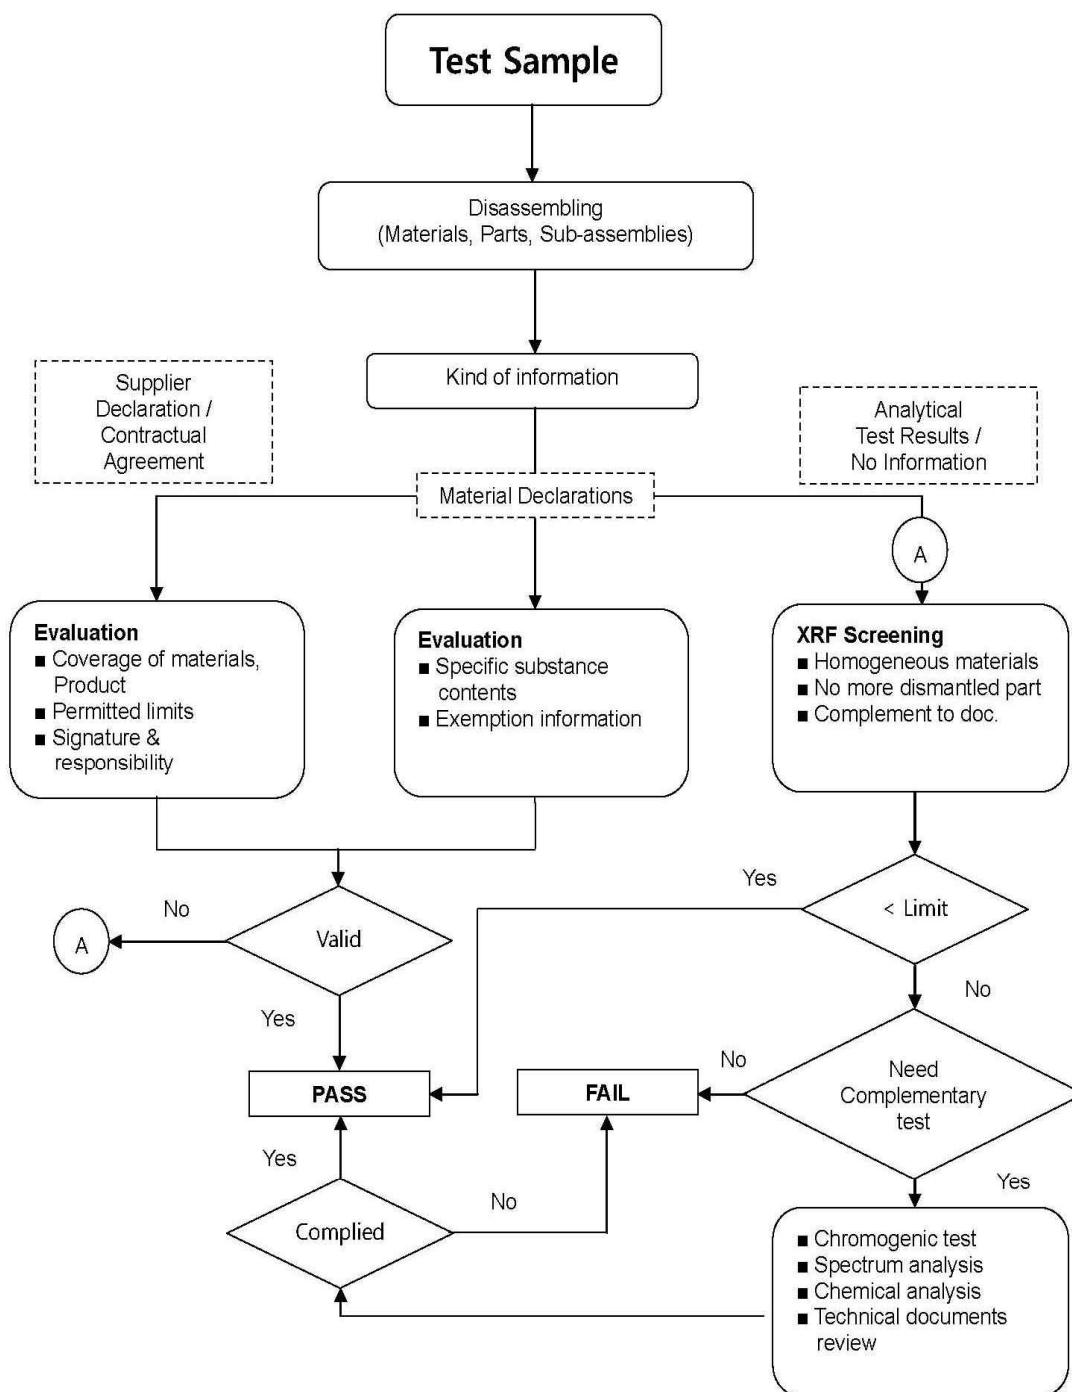 Test Sample
Disassembling
(Materials, Parts, Sub-assemblies)
Kind of information
Supplier
Declaration /
Contractual
Agreement
Analytical
Test Results /
No Information
Material Declarations
A
Evaluation
■ Coverage of materials,
Product
■ Permitted limits
■ Signature &
responsibility
Evaluation
■ Specific substance
contents
■ Exemption information
XRF Screening
■ Homogeneous materials
■ No more dismantled part
■ Complement to doc.
Yes
< Limit
No
Valid
A
No
Yes
No
Need
Complementary
test
PASS
FAIL
Yes
No
Yes
Complied
■ Chromogenic test
■ Spectrum analysis
■ Chemical analysis
■ Technical documents
review